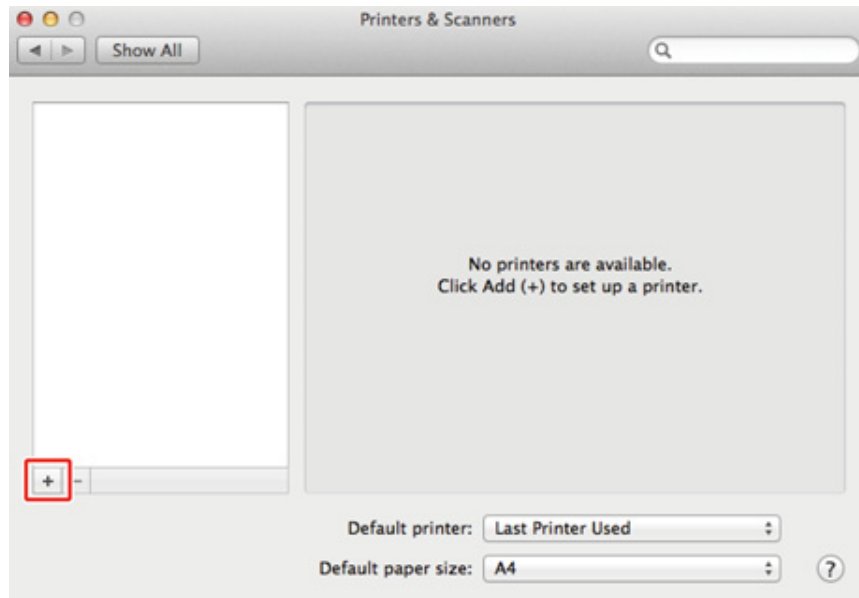 Printers & Scanners
Show All
No printers are available.
Click Add (+) to set up a printer.
+ -
Default printer: Last Printer Used
Default paper size: A4 ?